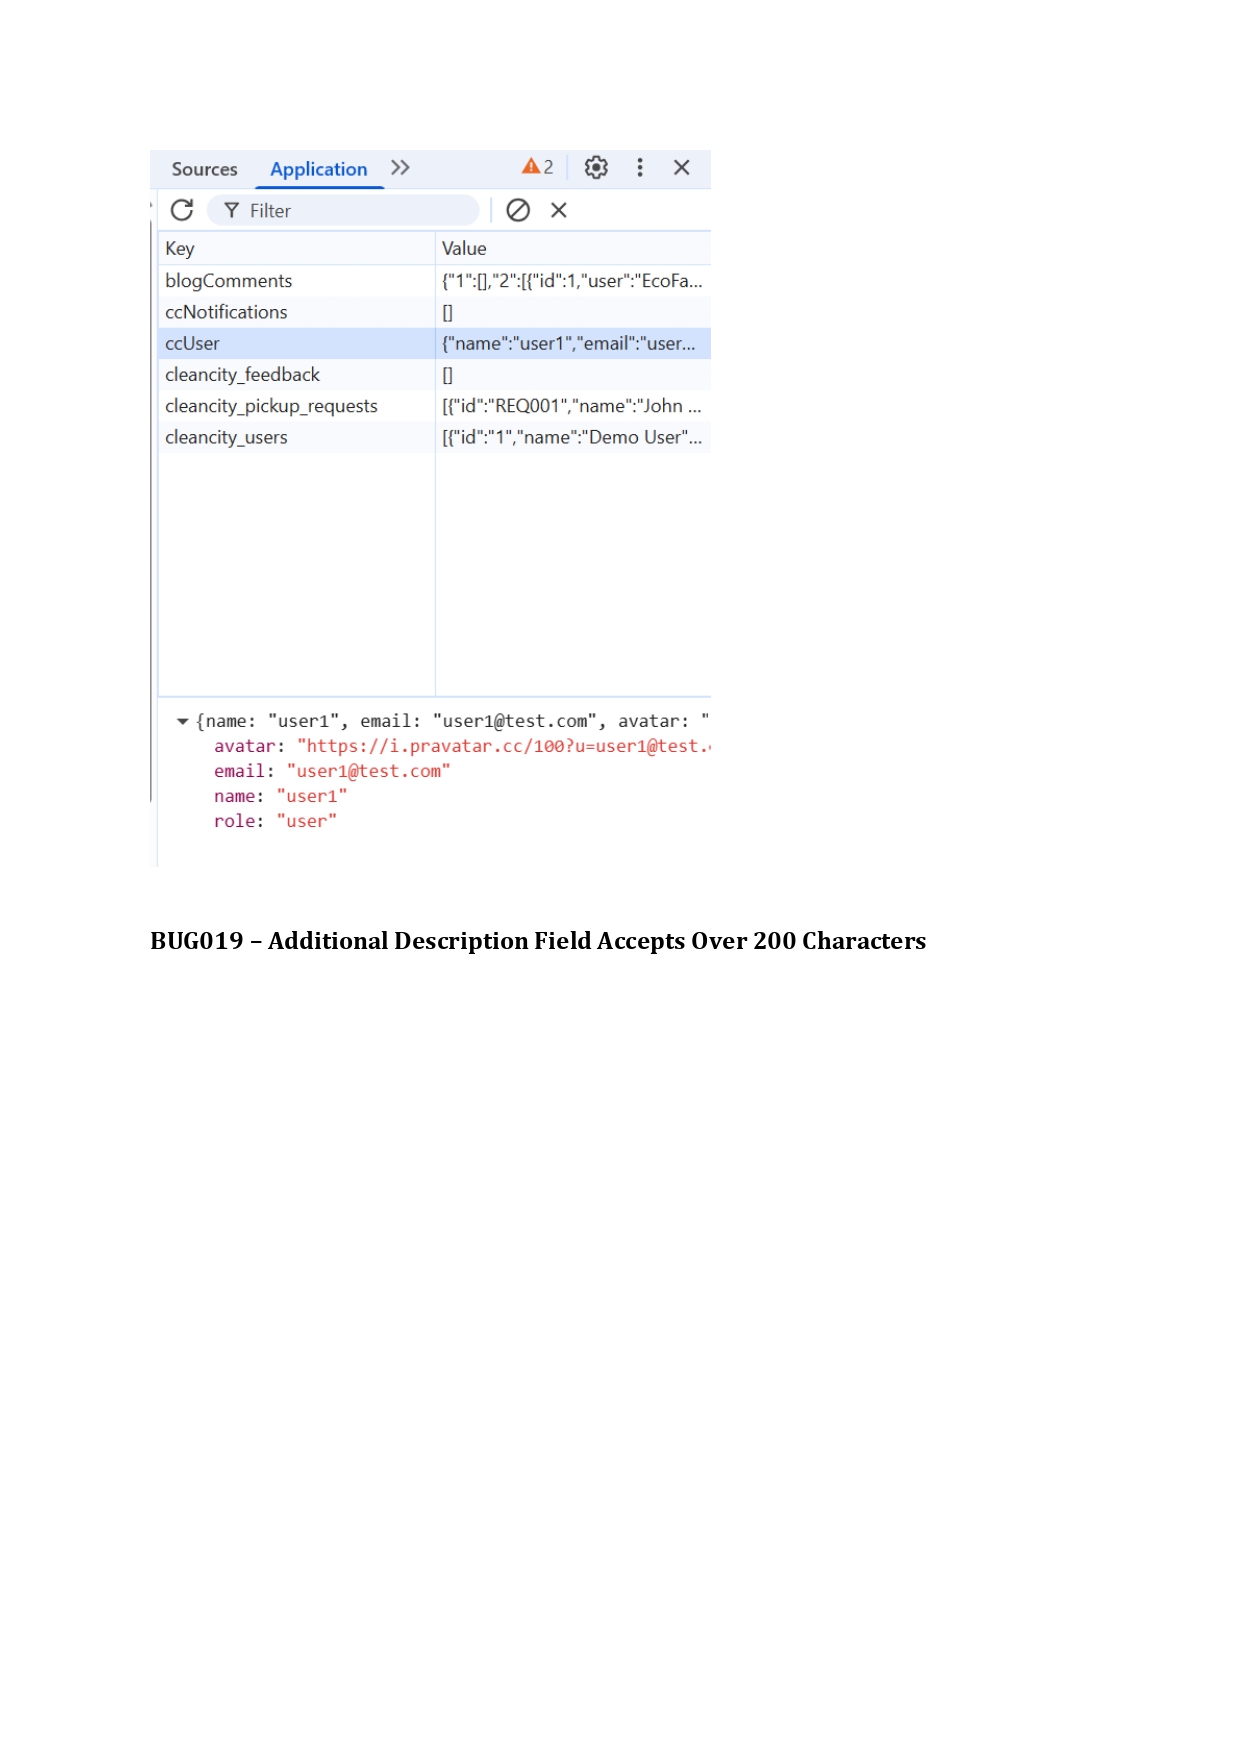 Sources Application 2
Filter
Key Value
blogComments {"1":[],"2":[{"id":1,"user":"EcoFa...
ccNotifications []
ccUser {"name":"user1","email":"user...
cleancity_feedback []
cleancity_pickup_requests [{"id":"REQ001","name":"John ...
cleancity_users [{"id":"1","name":"Demo User"...
{name: "user1", email: "user1@test.com", avatar: "
avatar: "https://i.pravatar.cc/100?u=user1@test.
email: "user1@test.com"
name: "user1"
role: "user"
BUG019 – Additional Description Field Accepts Over 200 Characters